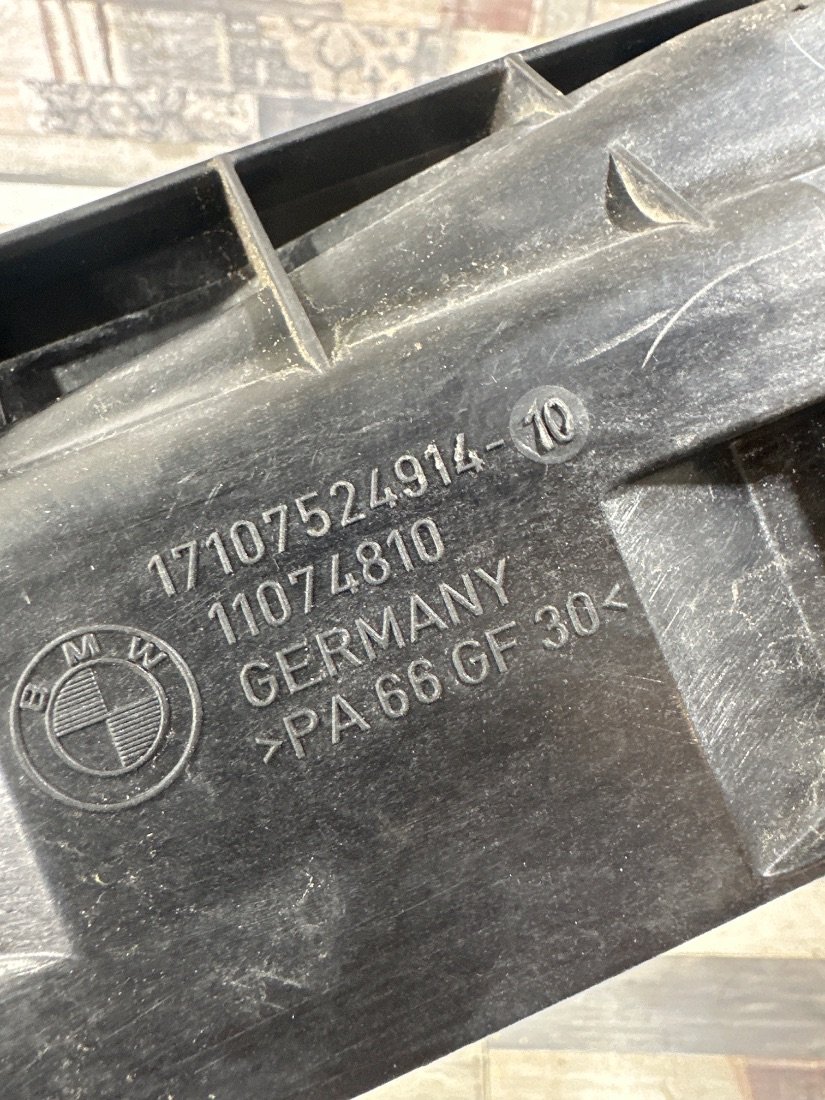 17107524914-10
11074810
GERMANY
>PA 66 GF 30<
BMW